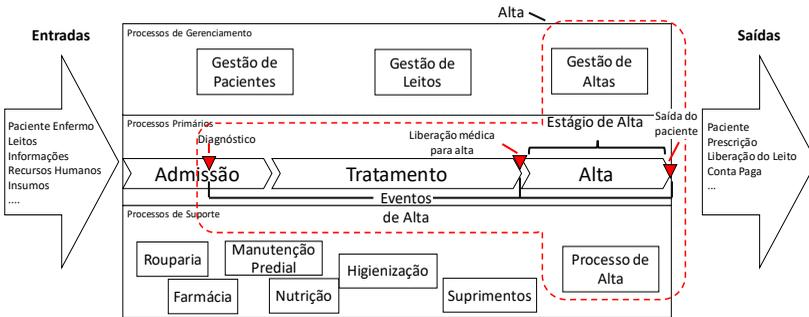 Alta
Entradas
Saídas
Processos de Gerenciamento
Gestão de
Pacientes
Gestão de
Leitos
Gestão de
Altas
Paciente Enfermo
Leitos
Informações
Recursos Humanos
Insumos
....
Processos Primários
Diagnóstico
Liberação médica
para alta
Estágio de Alta
Saída do
paciente
Admissão
Tratamento
Alta
Eventos
de Alta
Paciente
Prescrição
Liberação do Leito
Conta Paga
...
Processos de Suporte
Rouparia
Manutenção
Predial
Higienização
Processo de
Alta
Farmácia
Nutrição
Suprimentos